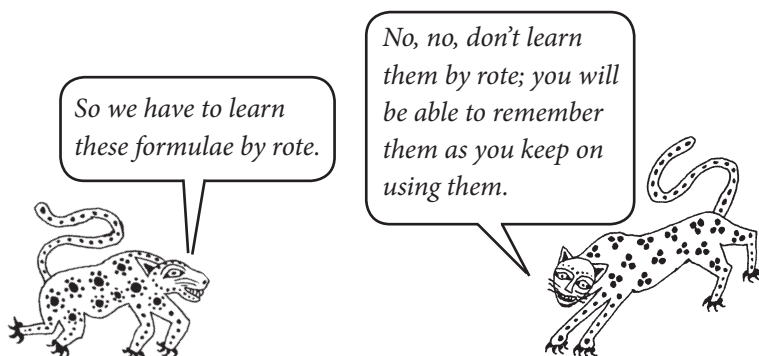 So we have to learn
these formulae by rote.
No, no, don’t learn
them by rote; you will
be able to remember
them as you keep on
using them.